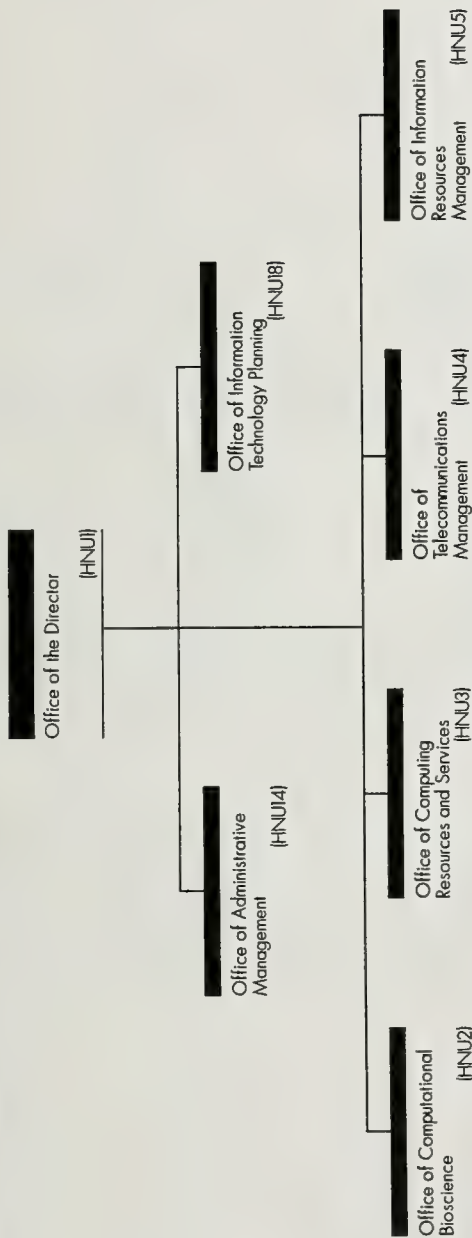 Office of the Director
(HNU1)
Office of Administrative
Management
(HNU14)
Office of Information
Technology Planning
(HNU18)
Office of Computational
Bioscience
(HNU2)
Office of Computing
Resources and Services
(HNU3)
Office of
Telecommunications
Management
(HNU4)
Office of Information
Resources
Management
(HNU5)